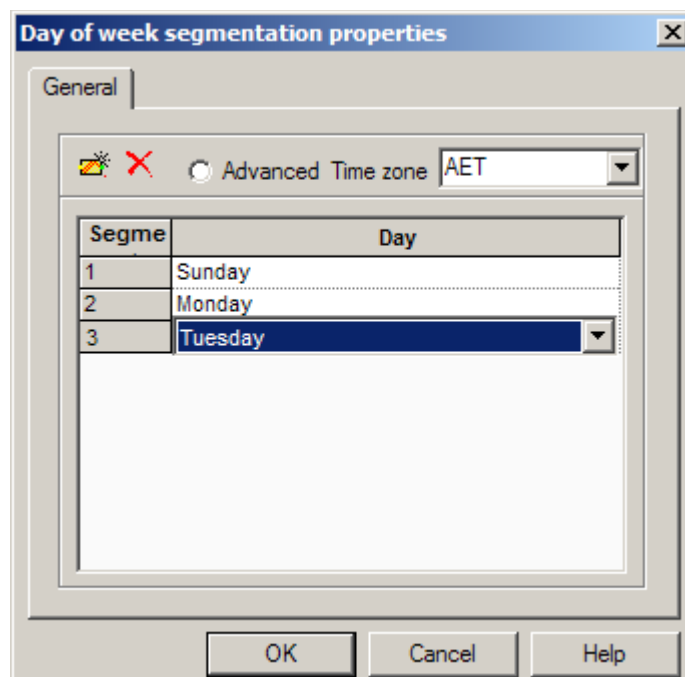 Day of week segmentation properties
General
Advanced Time zone AET
Segme Day
1 Sunday
2 Monday
3 Tuesday
OK Cancel Help